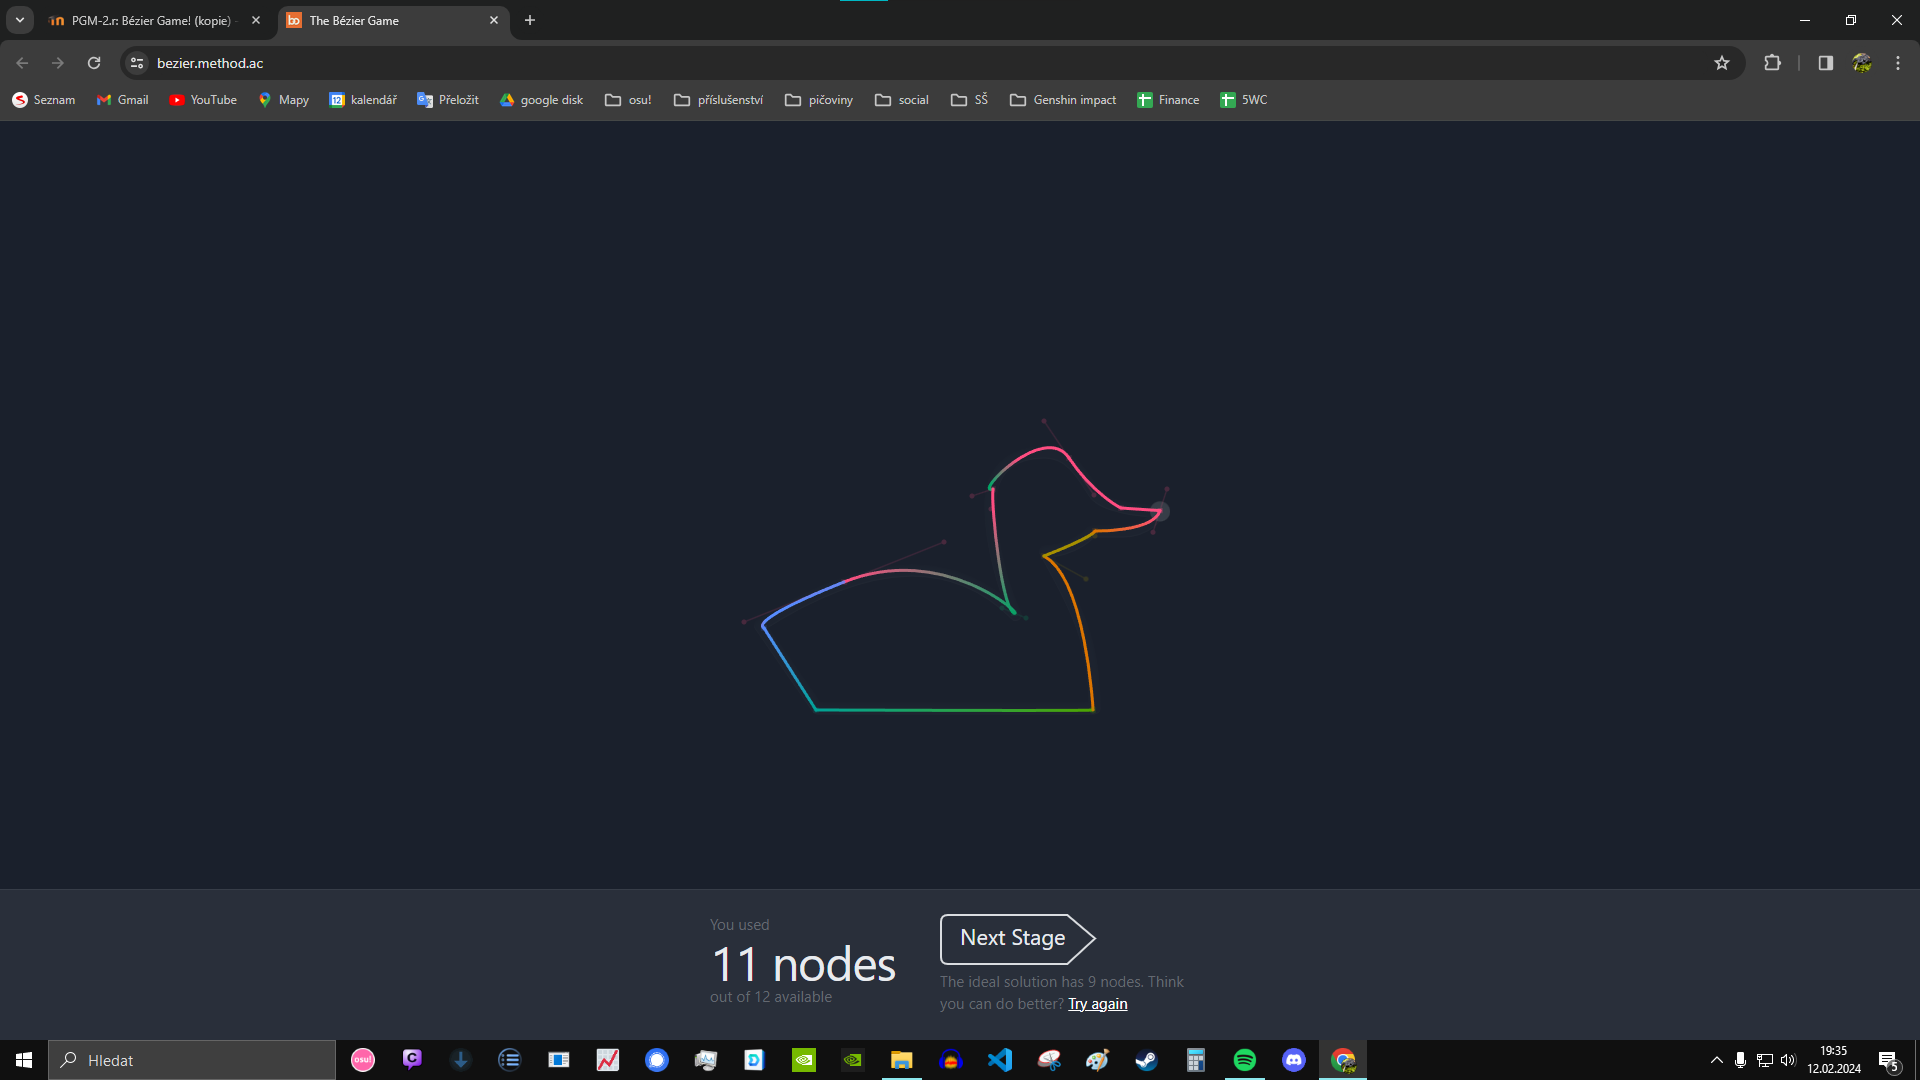 PGM-2.r: Bézier Game! (kopie)
The Bézier Game
bezier.method.ac
Seznam
Gmail
YouTube
Mapy
kalendář
Přeložit
google disk
osu!
příslušenství
pičoviny
social
SŠ
Genshin impact
Finance
5WC
You used
11 nodes
out of 12 available
Next Stage
The ideal solution has 9 nodes. Think
you can do better? Try again
Hledat
19:35
12.02.2024
5